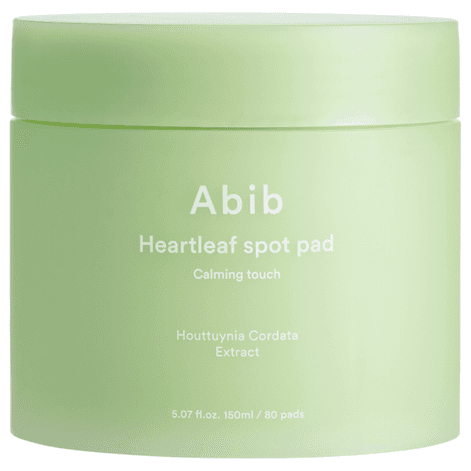 Abib
Heartleaf spot pad
Calming touch
Houttuynia Cordata
Extract
5.07 fl.oz. 150ml / 80 pads